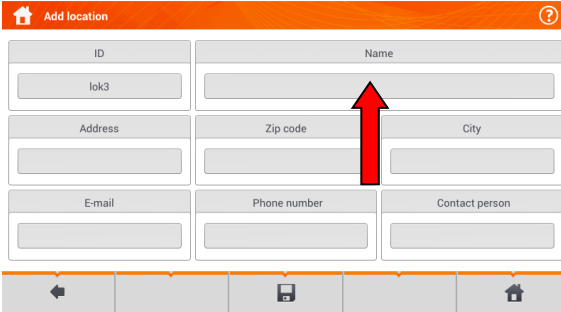 Add location
?
ID
Name
lok3
Address
Zip code
City
E-mail
Phone number
Contact person